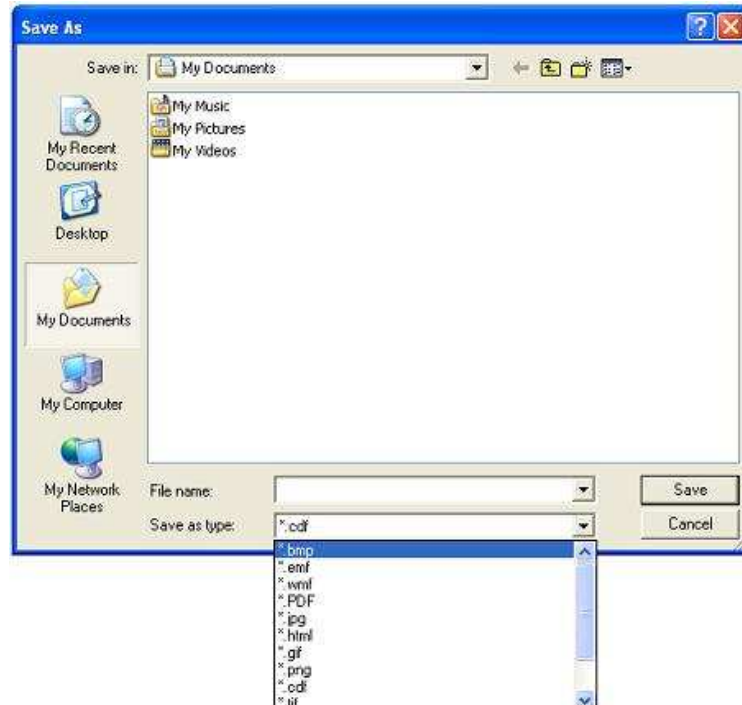 Save As
Save in: My Documents
My Music
My Pictures
My Videos
My Recent
Documents
Desktop
My Documents
My Computer
My Network
Places
File name:
Save
Save as type: *.cdf
Cancel
*.bmp
*.emf
*.wmf
*.PDF
*.jpg
*.html
*.gif
*.png
*.cdf
*.tif